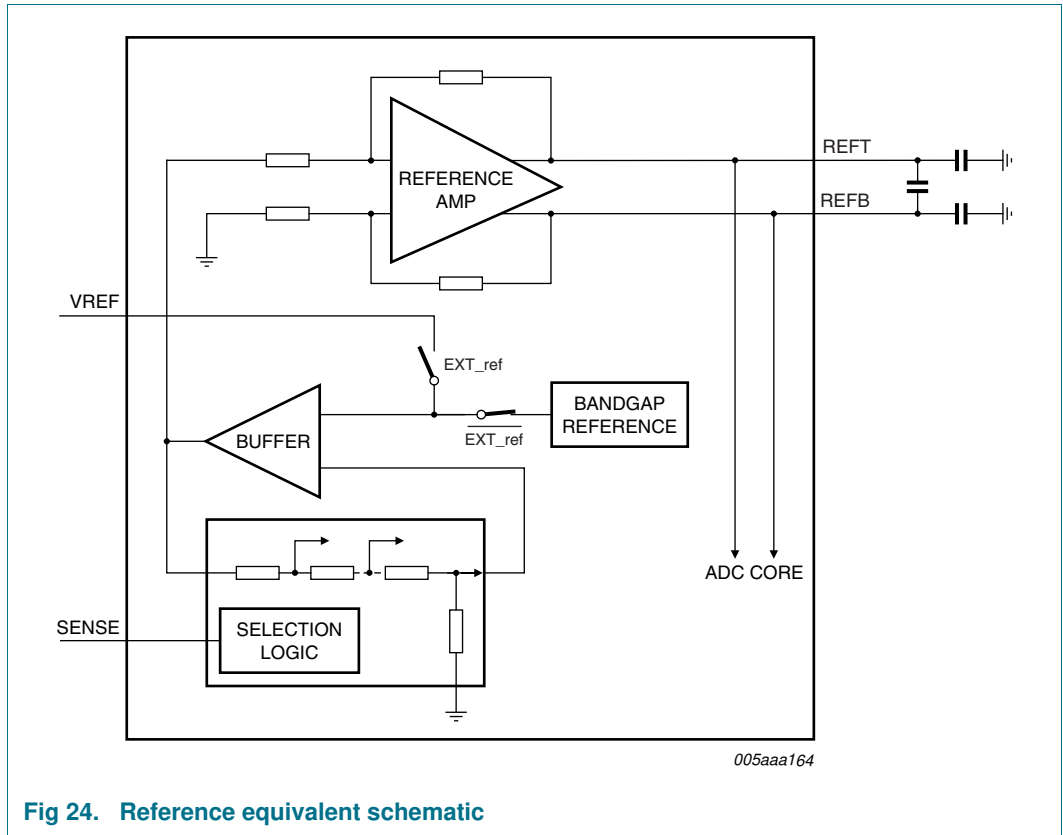 REFERENCE
AMP
REFT
REFB
VREF
EXT_ref
BANDGAP
REFERENCE
EXT_ref
BUFFER
ADC CORE
SENSE
SELECTION
LOGIC
005aaa164
Fig 24. Reference equivalent schematic